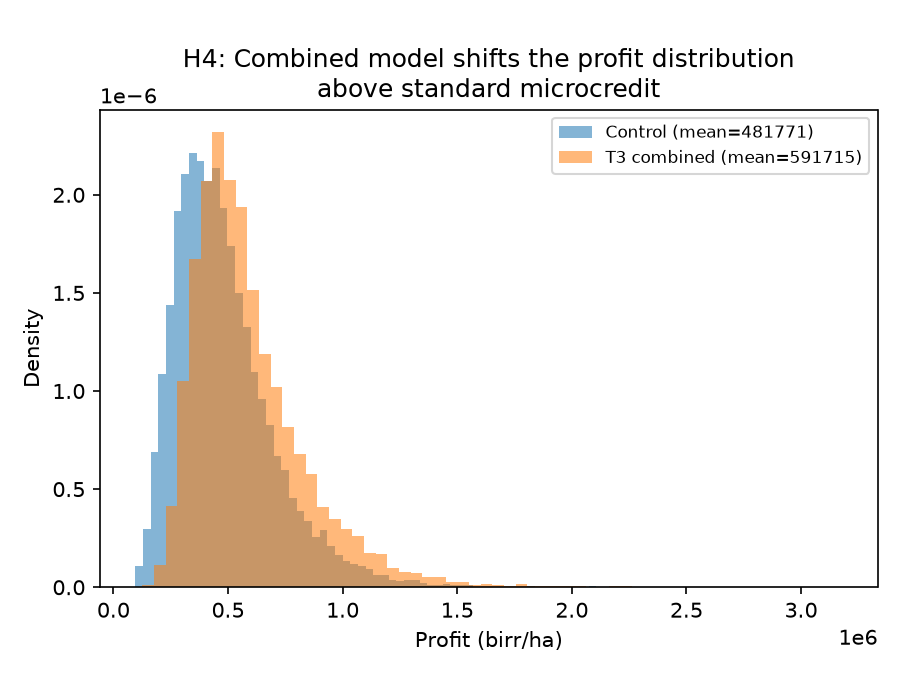 H4: Combined model shifts the profit distribution
above standard microcredit
1e−6
Control (mean=481771)
T3 combined (mean=591715)
2.0
1.5
1.0
0.5
0.0
Density
0.0 0.5 1.0 1.5 2.0 2.5 3.0
Profit (birr/ha)
1e6